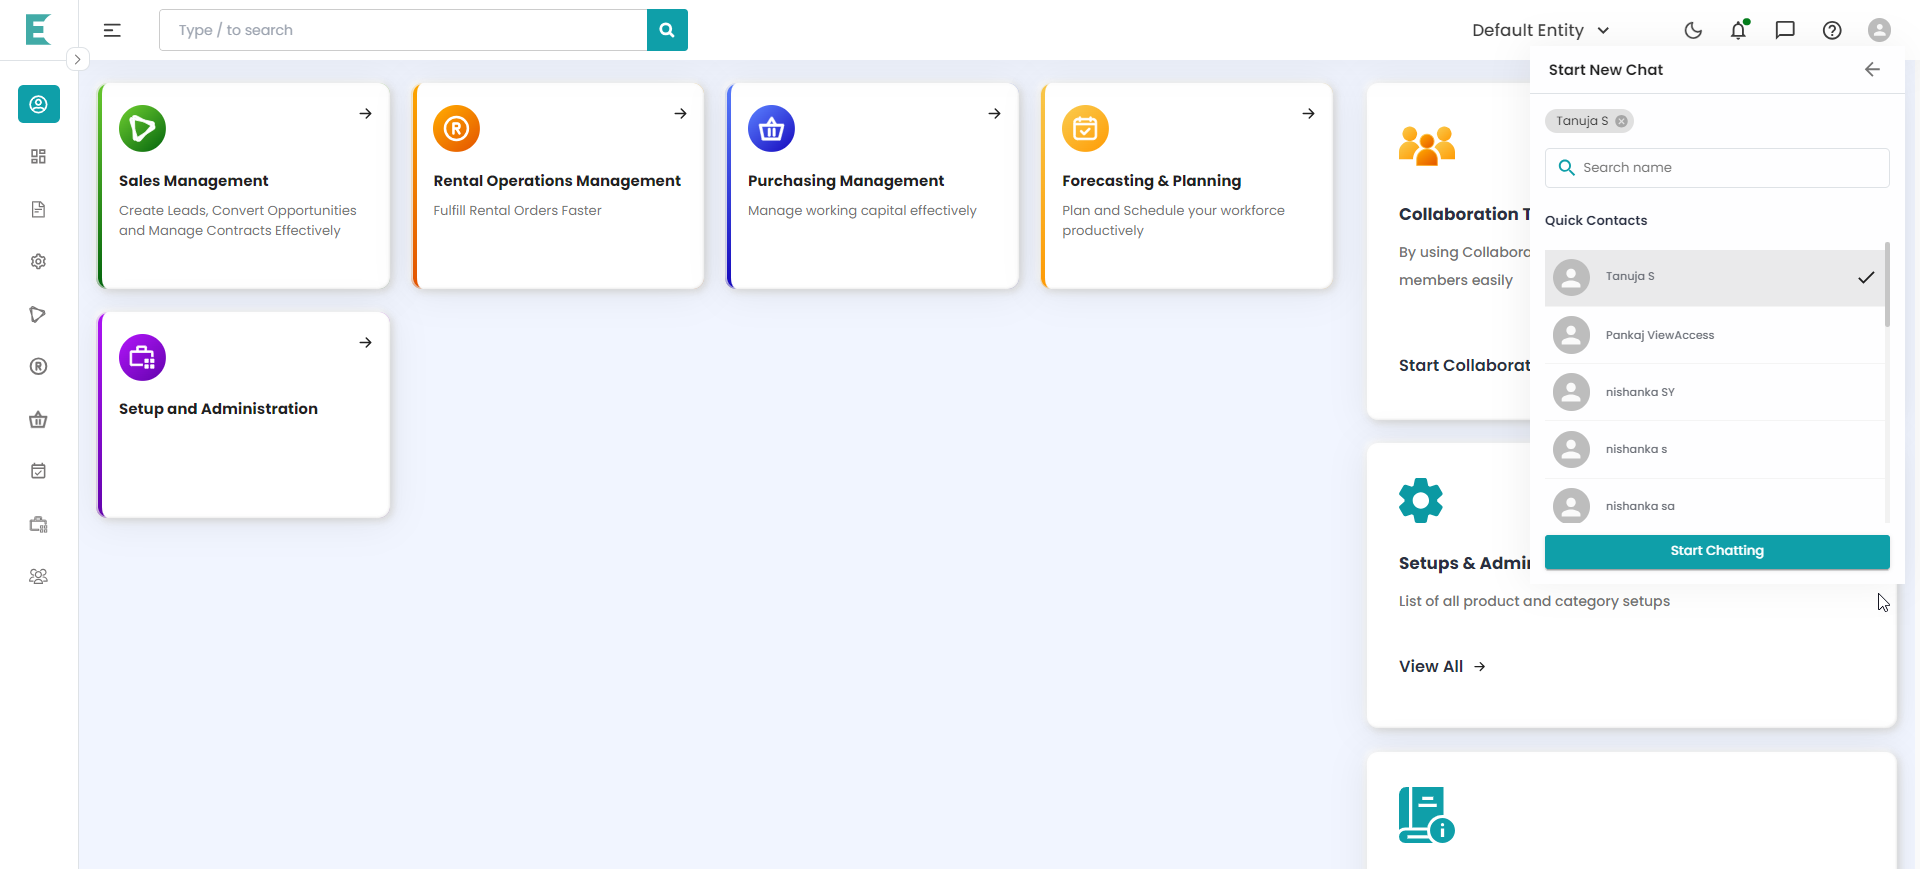 Type / to search
Default Entity
Sales Management
Create Leads, Convert Opportunities
and Manage Contracts Effectively
Rental Operations Management
Fulfill Rental Orders Faster
Purchasing Management
Manage working capital effectively
Forecasting & Planning
Plan and Schedule your workforce
productively
Setup and Administration
Collaboration T
By using Collabora
members easily
Start Collaborat
Setups & Admin
List of all product and category setups
View All
Start New Chat
Tanuja S
Search name
Quick Contacts
Tanuja S
Pankaj ViewAccess
nishanka SY
nishanka s
nishanka sa
Start Chatting